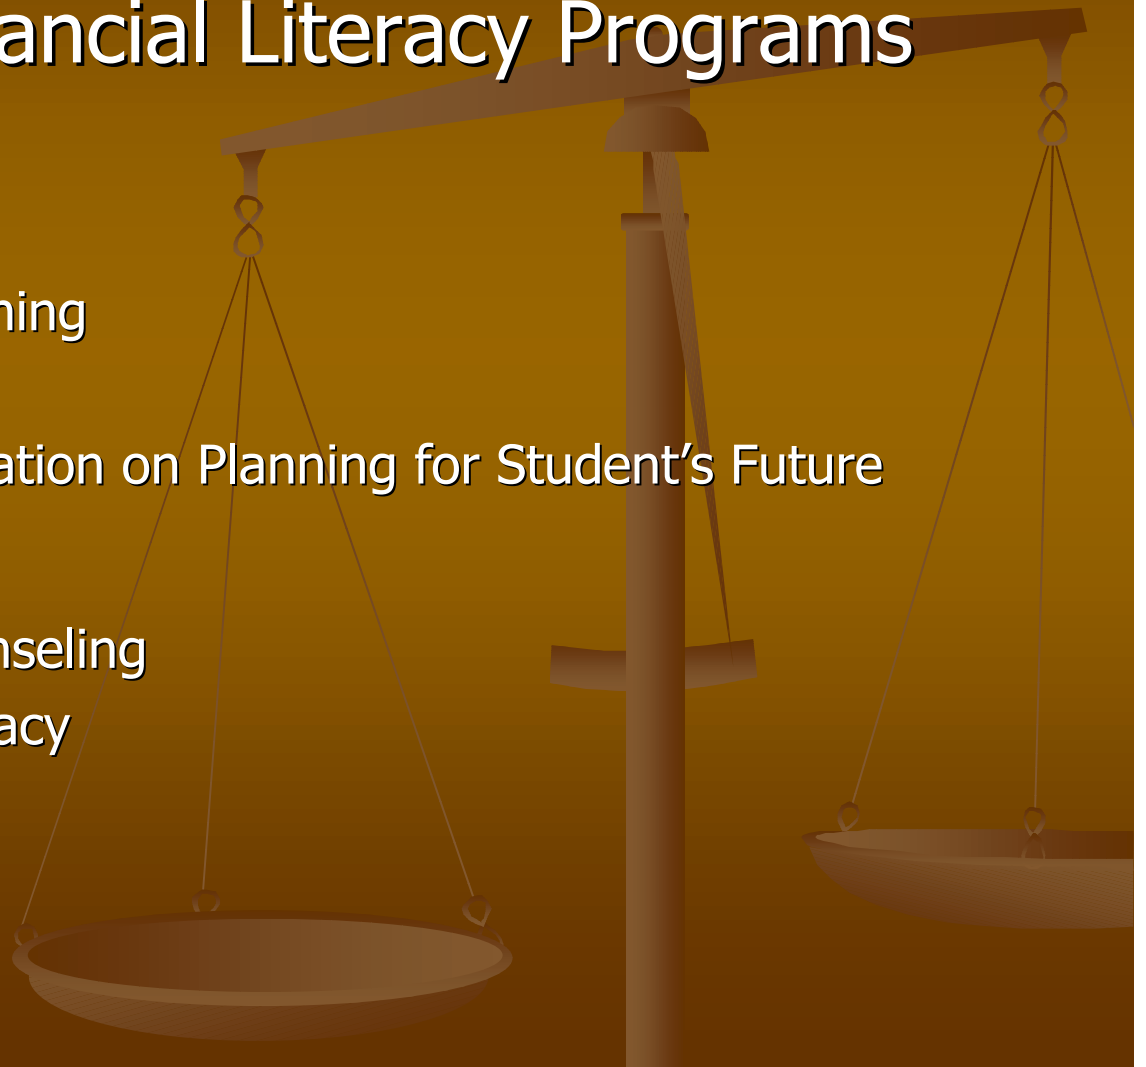 ancial Literacy Programs
ning
ation on Planning for Student’s Future
nseling
acy